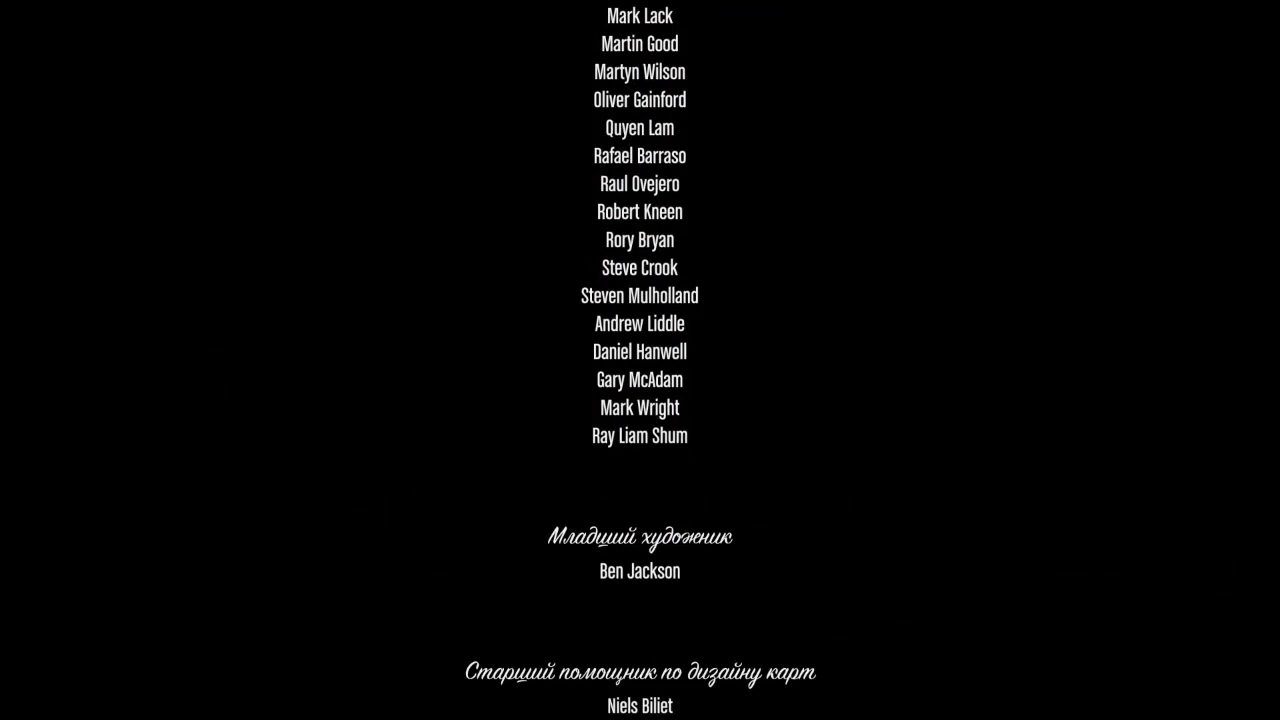 Mark Lack
Martin Good
Martyn Wilson
Oliver Gainford
Quyen Lam
Rafael Barraso
Raul Ovejero
Robert Kneen
Rory Bryan
Steve Crook
Steven Mulholland
Andrew Liddle
Daniel Hanwell
Gary McAdam
Mark Wright
Ray Liam Shum
Младший художник
Ben Jackson
Старший помощник по дизайну карт
Niels Biliet